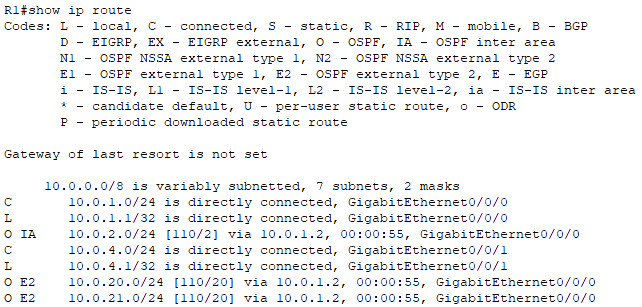 R1#show ip route
Codes: L - local, C - connected, S - static, R - RIP, M - mobile, B - BGP
D - EIGRP, EX - EIGRP external, O - OSPF, IA - OSPF inter area
N1 - OSPF NSSA external type 1, N2 - OSPF NSSA external type 2
E1 - OSPF external type 1, E2 - OSPF external type 2, E - EGP
i - IS-IS, L1 - IS-IS level-1, L2 - IS-IS level-2, ia - IS-IS inter area
* - candidate default, U - per-user static route, o - ODR
P - periodic downloaded static route
Gateway of last resort is not set
10.0.0.0/8 is variably subnetted, 7 subnets, 2 masks
C 10.0.1.0/24 is directly connected, GigabitEthernet0/0/0
L 10.0.1.1/32 is directly connected, GigabitEthernet0/0/0
O IA 10.0.2.0/24 [110/2] via 10.0.1.2, 00:00:55, GigabitEthernet0/0/0
C 10.0.4.0/24 is directly connected, GigabitEthernet0/0/1
L 10.0.4.1/32 is directly connected, GigabitEthernet0/0/1
O E2 10.0.20.0/24 [110/20] via 10.0.1.2, 00:00:55, GigabitEthernet0/0/0
O E2 10.0.21.0/24 [110/20] via 10.0.1.2, 00:00:55, GigabitEthernet0/0/0